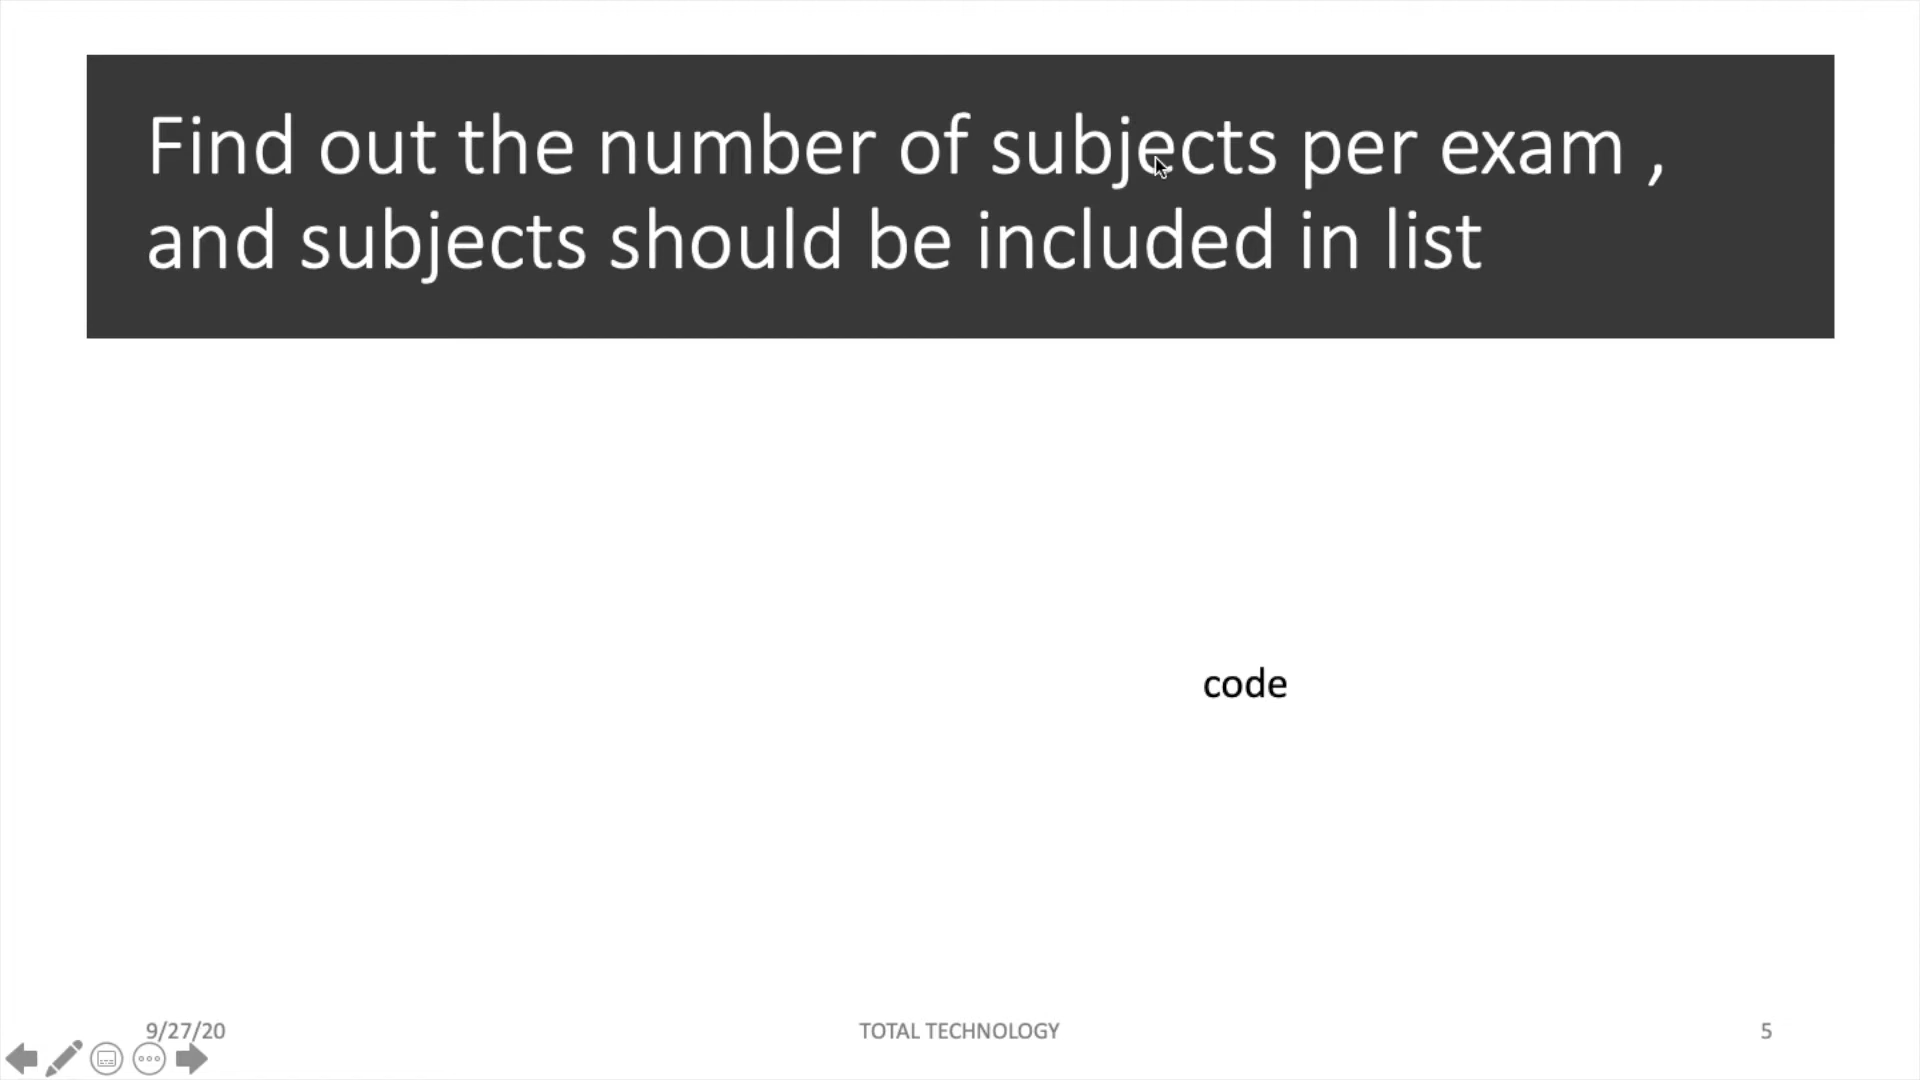 Find out the number of subjects per exam ,
and subjects should be included in list
code
9/27/20
TOTAL TECHNOLOGY
5